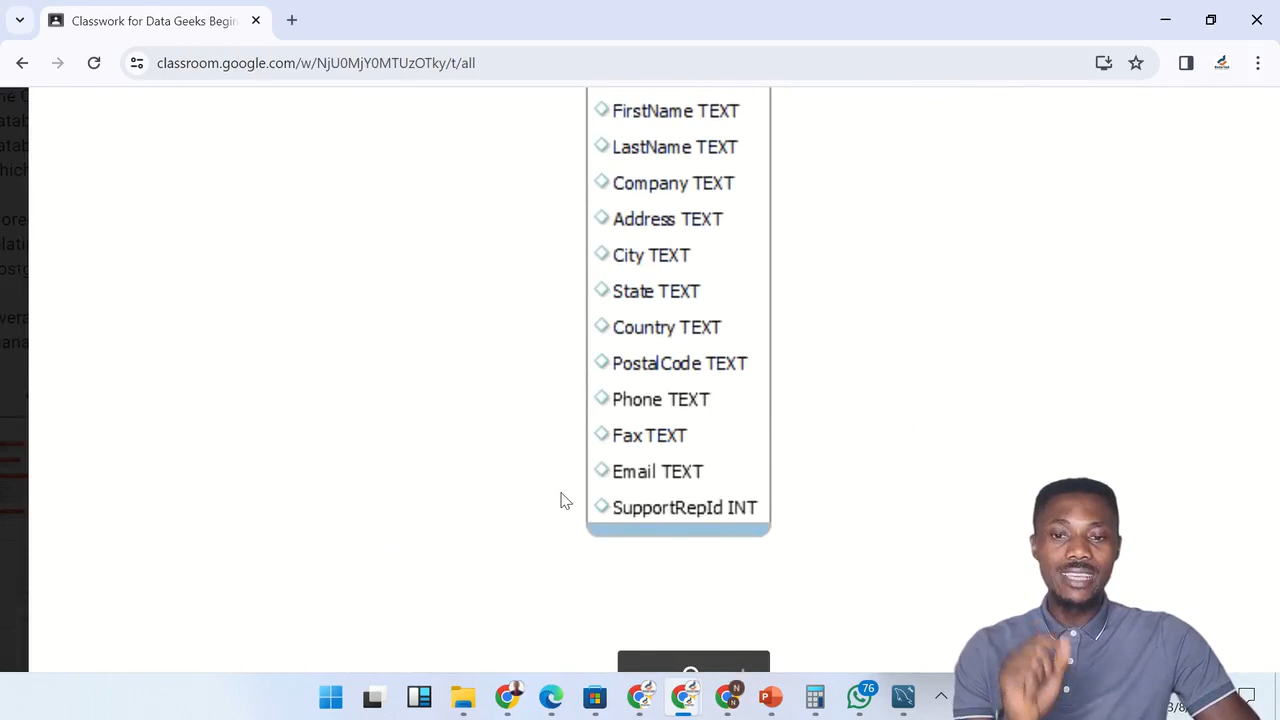 Classwork for Data Geeks Begin
classroom.google.com/w/NjU0MjY0MTUzOTk/t/all
FirstName TEXT
LastName TEXT
Company TEXT
Address TEXT
City TEXT
State TEXT
Country TEXT
PostalCode TEXT
Phone TEXT
Fax TEXT
Email TEXT
SupportRepId INT
76
N
N